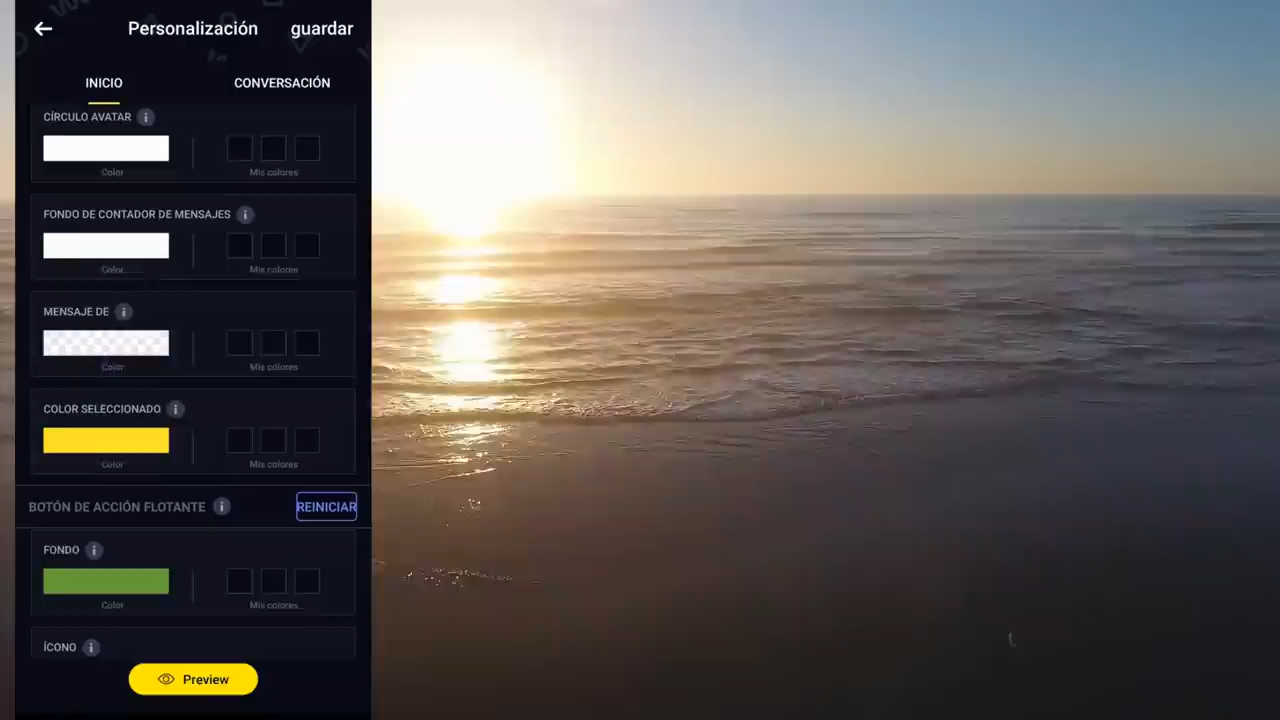 Personalización guardar
INICIO CONVERSACIÓN
CÍRCULO AVATAR
Color Mis colores
FONDO DE CONTADOR DE MENSAJES
Color Mis colores
MENSAJE DE
Color Mis colores
COLOR SELECCIONADO
Color Mis colores
BOTÓN DE ACCIÓN FLOTANTE REINICIAR
FONDO
Color Mis colores
ÍCONO
Preview